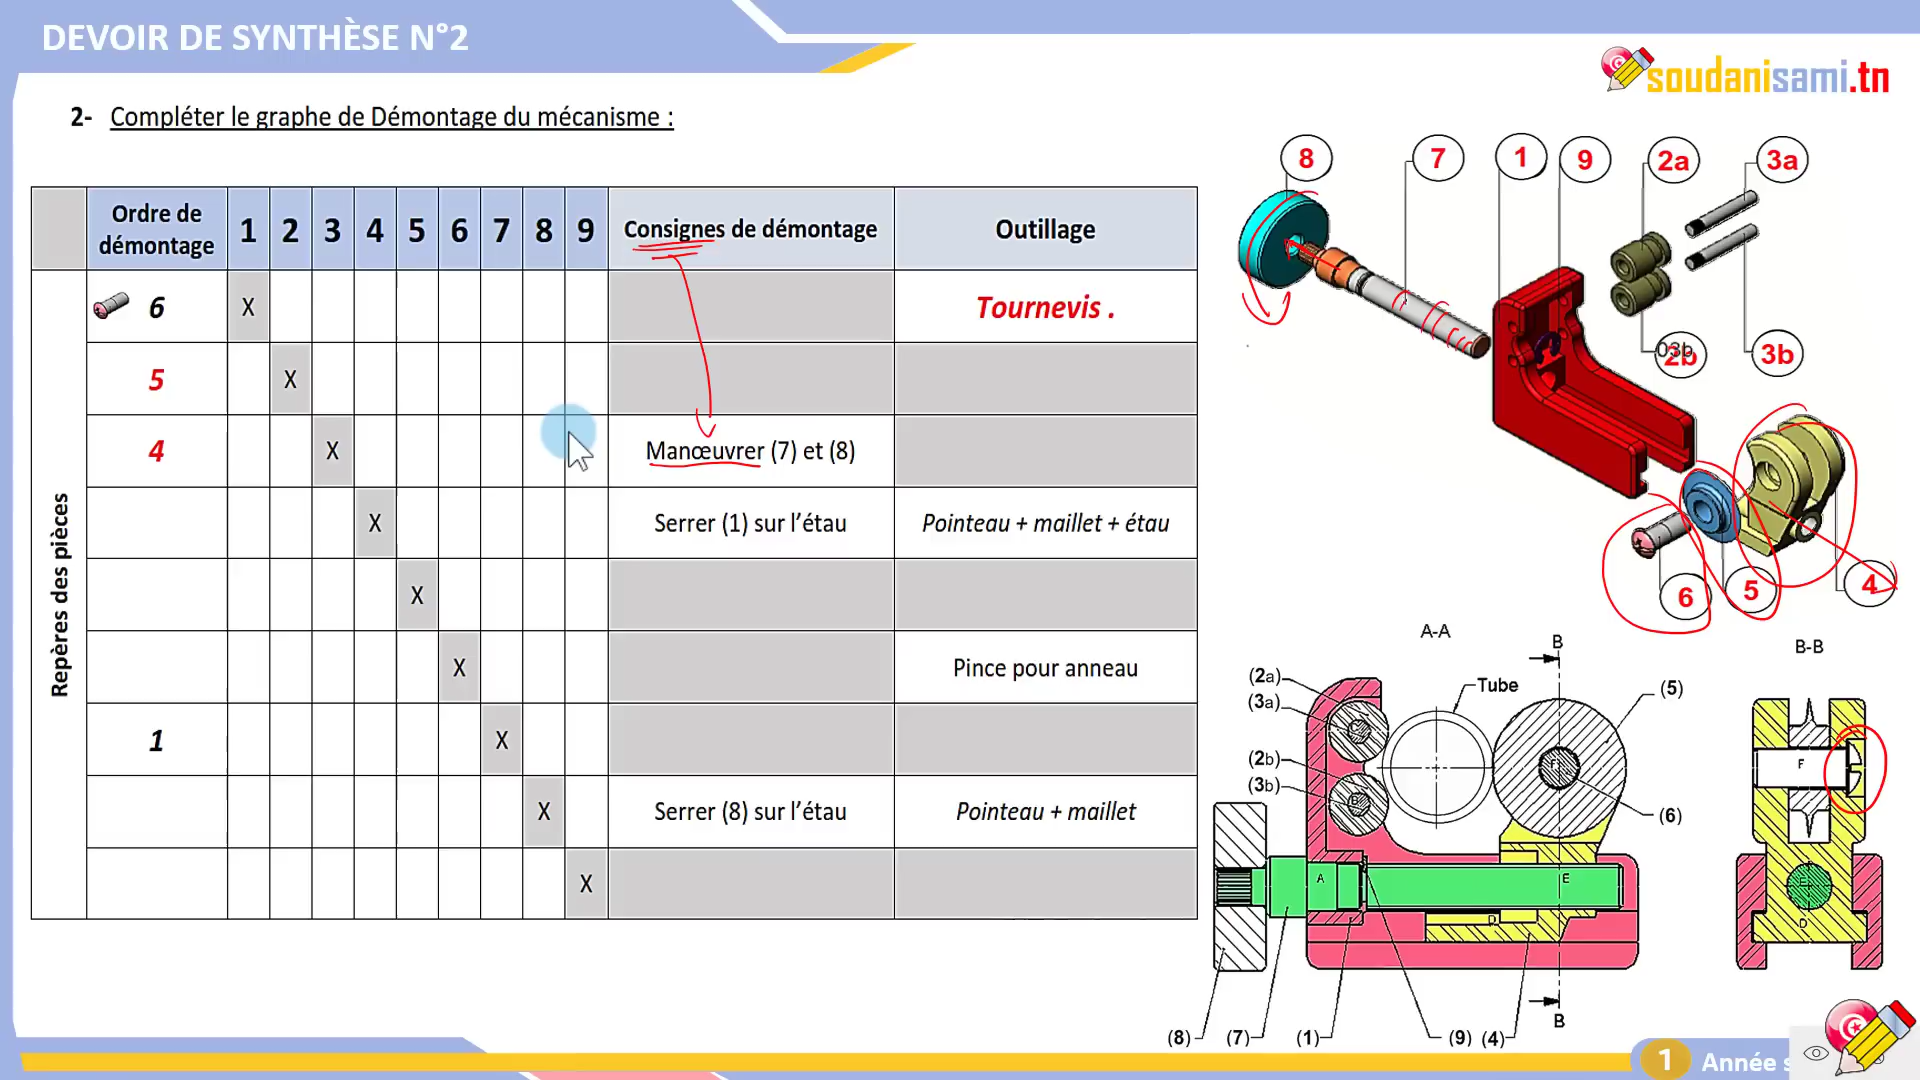 DEVOIR DE SYNTHÈSE N°2
soudanisami.tn
2- Compléter le graphe de Démontage du mécanisme :
Ordre de démontage 1 2 3 4 5 6 7 8 9 Consignes de démontage Outillage
Repères des pièces
6 X Tournevis .
5 X
4 X Manœuvrer (7) et (8)
X Serrer (1) sur l’étau Pointeau + maillet + étau
X
X Pince pour anneau
1 X
X Serrer (8) sur l’étau Pointeau + maillet
X
8 7 1 9 2a 3a
03b 2b 3b
6 5 4
A-A B B-B
(2a) Tube (5)
(3a)
(2b)
(3b) F
(6)
A E
D D
B
(8) (7) (1) (9) (4)
1 Année s